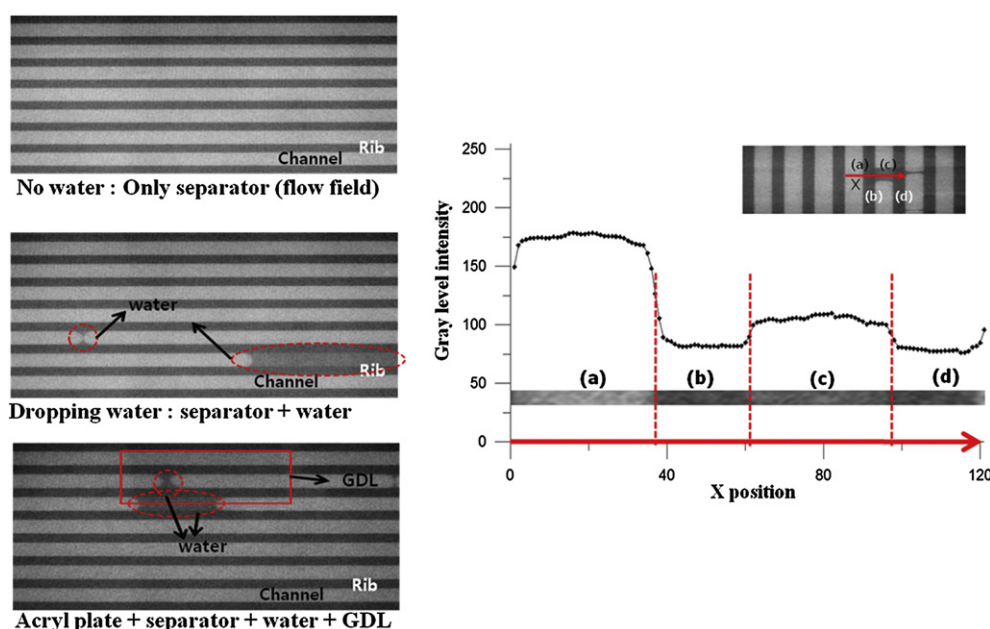 Rib
Channel
No water : Only separator (flow field)
water
Rib
Channel
Dropping water : separator + water
GDL
water
Rib
Channel
Acryl plate + separator + water + GDL
250
200
150
100
50
0
Gray level intensity
(a) (c)
X
(b) (d)
(a) (b) (c) (d)
0 40 80 120
X position